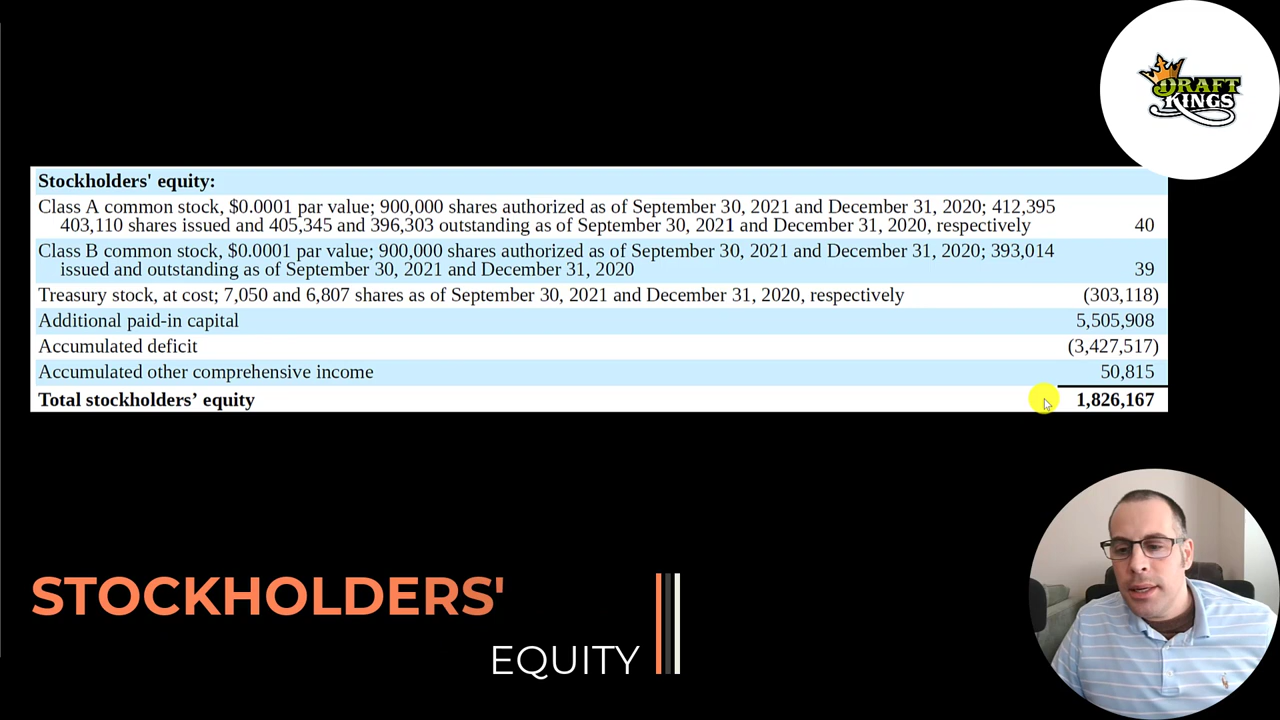 DRAFT
KINGS
Stockholders' equity:
Class A common stock, $0.0001 par value; 900,000 shares authorized as of September 30, 2021 and December 31, 2020; 412,395
403,110 shares issued and 405,345 and 396,303 outstanding as of September 30, 2021 and December 31, 2020, respectively 40
Class B common stock, $0.0001 par value; 900,000 shares authorized as of September 30, 2021 and December 31, 2020; 393,014
issued and outstanding as of September 30, 2021 and December 31, 2020 39
Treasury stock, at cost; 7,050 and 6,807 shares as of September 30, 2021 and December 31, 2020, respectively (303,118)
Additional paid-in capital 5,505,908
Accumulated deficit (3,427,517)
Accumulated other comprehensive income 50,815
Total stockholders’ equity 1,826,167
STOCKHOLDERS'
EQUITY